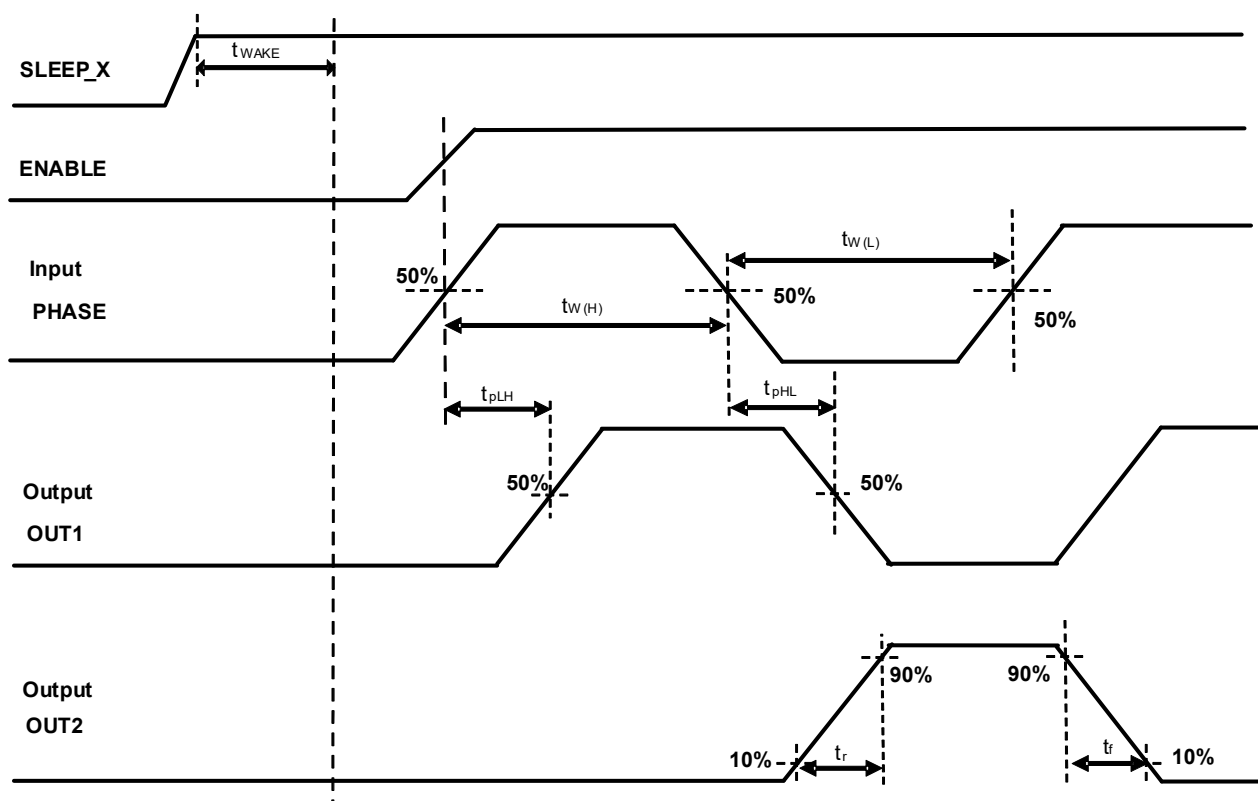 tWAKE
SLEEP_X
ENABLE
tW(L)
Input
50%
50%
PHASE
tW(H)
50%
tpLH
tpHL
Output
50%
50%
OUT1
Output
90%
90%
OUT2
10%
tr
tf
10%